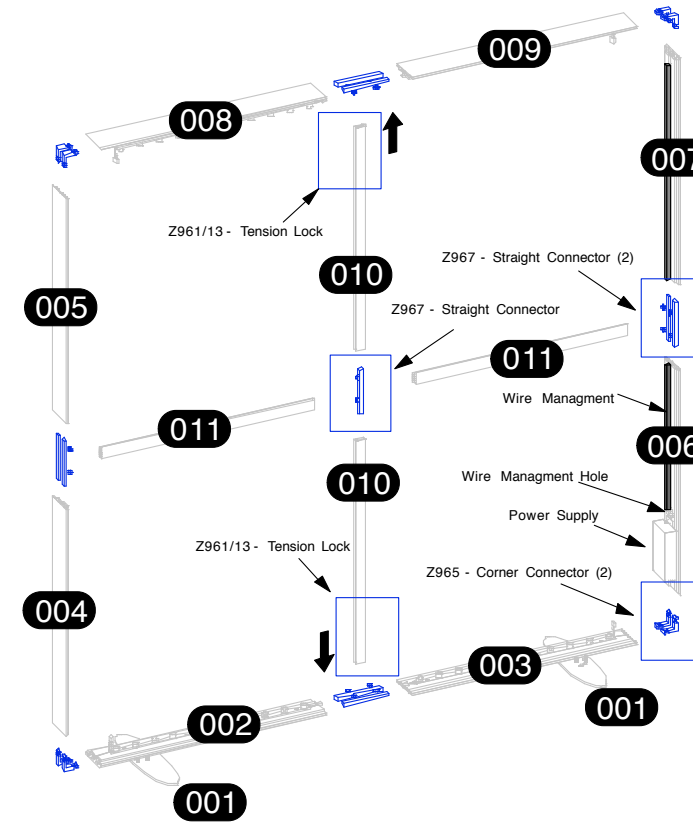 009
008
007
Z961/13 - Tension Lock
Z967 - Straight Connector (2)
010
005
Z967 - Straight Connector
011
Wire Managment
011
006
010
Wire Managment Hole
Power Supply
Z961/13 - Tension Lock
Z965 - Corner Connector (2)
004
003
001
002
001